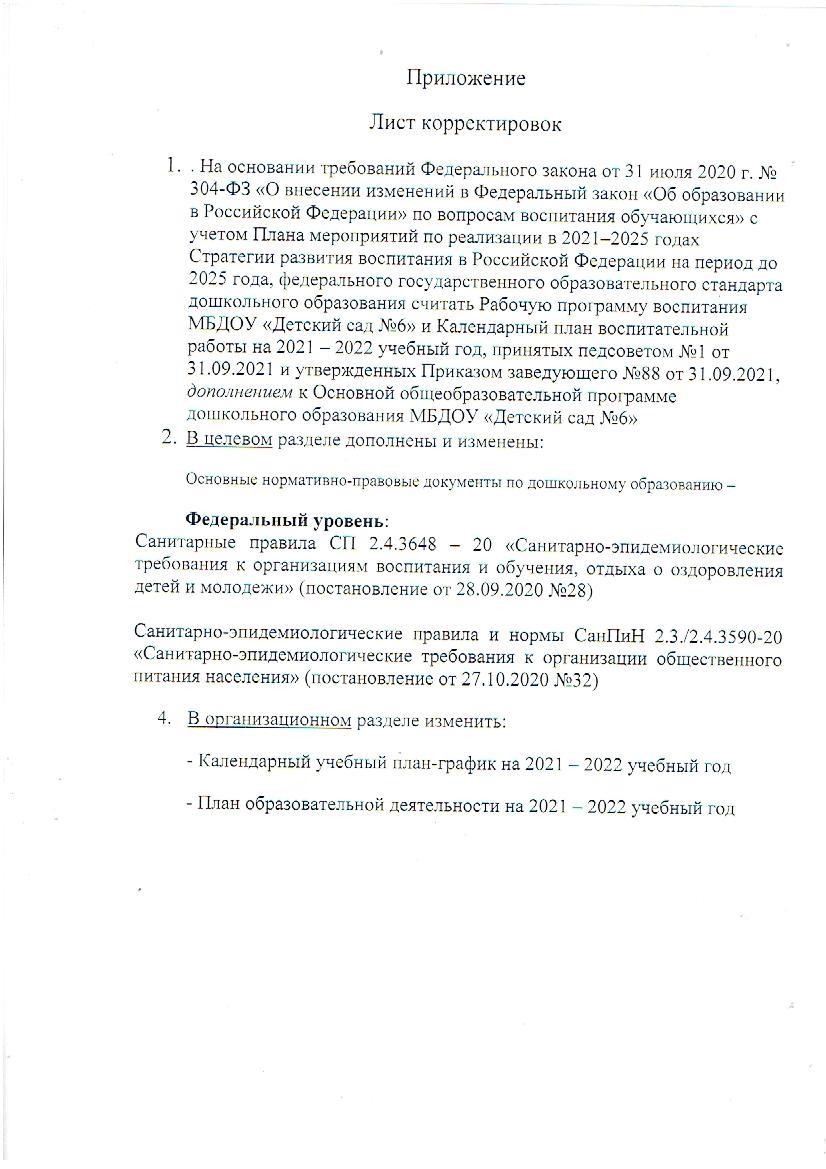 Приложение
Лист корректировок
1. . На основании требований Федерального закона от 31 июля 2020 г. №
304-ФЗ «О внесении изменений в Федеральный закон «Об образовании
в Российской Федерации» по вопросам воспитания обучающихся» с
учетом Плана мероприятий по реализации в 2021–2025 годах
Стратегии развития воспитания в Российской Федерации на период до
2025 года, федерального государственного образовательного стандарта
дошкольного образования считать Рабочую программу воспитания
МБДОУ «Детский сад №6» и Календарный план воспитательной
работы на 2021 – 2022 учебный год, принятых педсоветом №1 от
31.09.2021 и утвержденных Приказом заведующего №88 от 31.09.2021,
дополнением к Основной общеобразовательной программе
дошкольного образования МБДОУ «Детский сад №6»
2. В целевом разделе дополнены и изменены:
Основные нормативно-правовые документы по дошкольному образованию –
Федеральный уровень:
Санитарные правила СП 2.4.3648 – 20 «Санитарно-эпидемиологические
требования к организациям воспитания и обучения, отдыха о оздоровления
детей и молодежи» (постановление от 28.09.2020 №28)
Санитарно-эпидемиологические правила и нормы СанПиН 2.3./2.4.3590-20
«Санитарно-эпидемиологические требования к организации общественного
питания населения» (постановление от 27.10.2020 №32)
4. В организационном разделе изменить:
- Календарный учебный план-график на 2021 – 2022 учебный год
- План образовательной деятельности на 2021 – 2022 учебный год